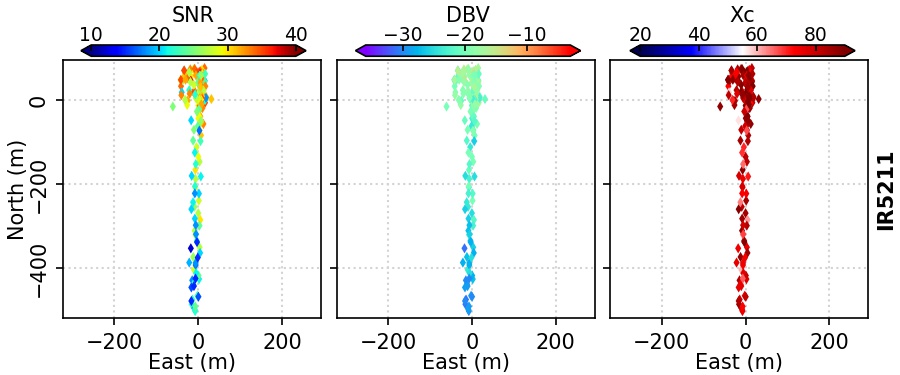 SNR DBV Xc
10 20 30 40 −30 −20 −10 20 40 60 80
0
−200
−400
North (m)
IR5211
−200 0 200 −200 0 200 −200 0 200
East (m) East (m) East (m)